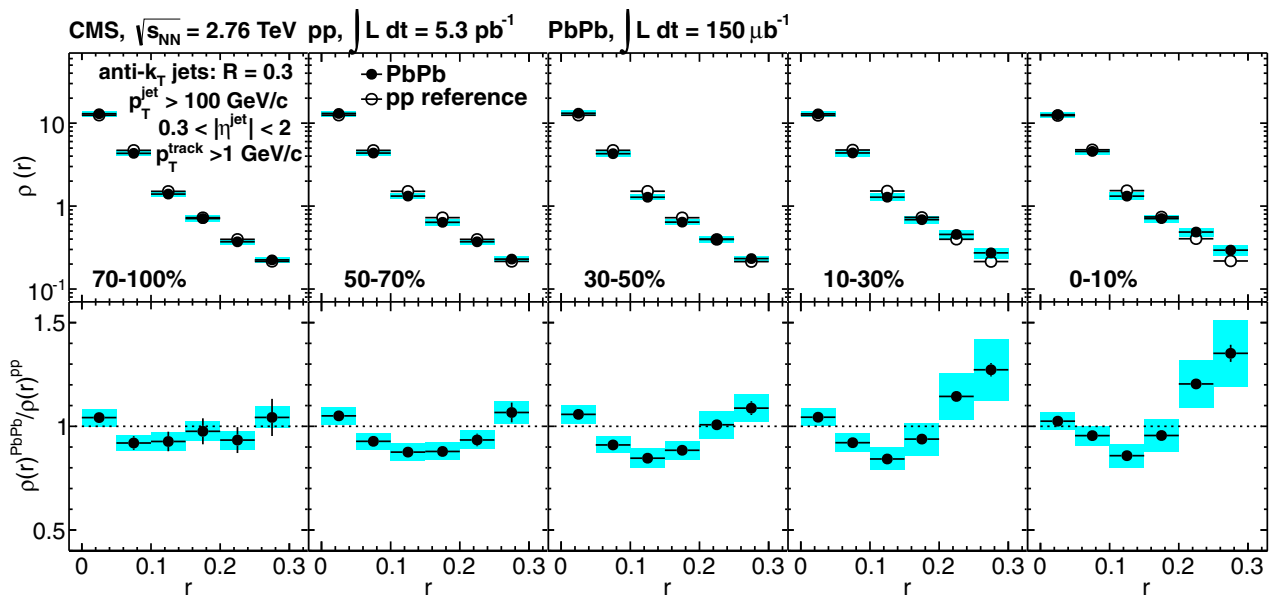 CMS, √s_NN = 2.76 TeV pp, ∫ L dt = 5.3 pb⁻¹ PbPb, ∫ L dt = 150 μb⁻¹
anti-k_T jets: R = 0.3
p_T^jet > 100 GeV/c
0.3 < |η^jet| < 2
p_T^track >1 GeV/c
PbPb
pp reference
ρ (r)
10
1
10⁻¹
70-100%
50-70%
30-50%
10-30%
0-10%
ρ(r)^PbPb/ρ(r)^pp
1.5
1
0.5
0 0.1 0.2 0.3
0 0.1 0.2 0.3
0 0.1 0.2 0.3
0 0.1 0.2 0.3
0 0.1 0.2 0.3
r
r
r
r
r